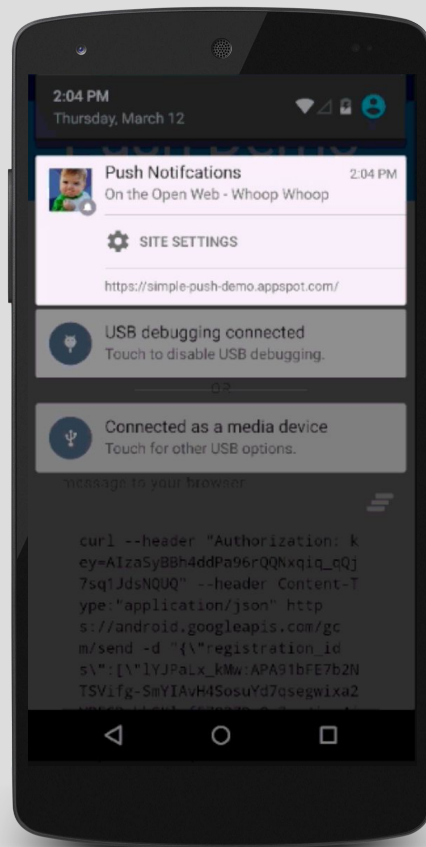 2:04 PM
Thursday, March 12
Push Demo
Push Notifcations 2:04 PM
On the Open Web - Whoop Whoop
SITE SETTINGS
https://simple-push-demo.appspot.com/
USB debugging connected
Touch to disable USB debugging.
OR
Connected as a media device
Touch for other USB options.
message to your browser
curl --header "Authorization: k
ey=AIzaSyBBh4ddPa96rQQNxqiq_qQj
7sq1JdsNQUQ" --header Content-T
ype:"application/json" http
s://android.googleapis.com/gc
m/send -d "{\"registration_id
s\":[\"lYJPaLx_kMw:APA91bFE7b2N
TSVifg-SmYIAvH4SosuYd7qsegwixa2